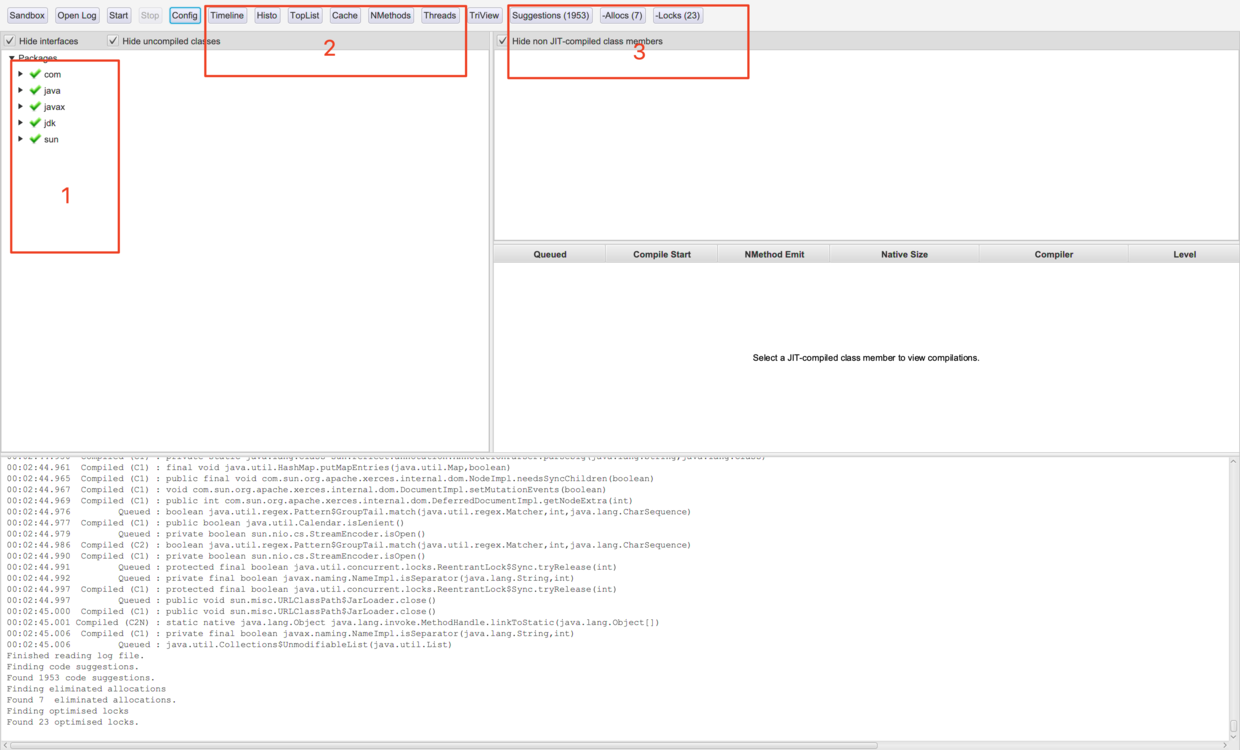 Sandbox Open Log Start Stop Config Timeline Histo TopList Cache NMethods Threads TriView Suggestions (1953) -Allocs (7) -Locks (23)
Hide interfaces Hide uncompiled classes 2 Hide non JIT-compiled class members 3
Packages
com
java
javax
jdk
sun
1
Queued Compile Start NMethod Emit Native Size Compiler Level
Select a JIT-compiled class member to view compilations.
00:02:44.961 Compiled (C1) : final void java.util.HashMap.putMapEntries(java.util.Map,boolean)
00:02:44.965 Compiled (C1) : public final void com.sun.org.apache.xerces.internal.dom.NodeImpl.needsSyncChildren(boolean)
00:02:44.967 Compiled (C1) : void com.sun.org.apache.xerces.internal.dom.DocumentImpl.setMutationEvents(boolean)
00:02:44.969 Compiled (C1) : public int com.sun.org.apache.xerces.internal.dom.DeferredDocumentImpl.getNodeExtra(int)
00:02:44.976 Queued : boolean java.util.regex.Pattern$GroupTail.match(java.util.regex.Matcher,int,java.lang.CharSequence)
00:02:44.977 Compiled (C1) : public boolean java.util.Calendar.isLenient()
00:02:44.979 Queued : private boolean sun.nio.cs.StreamEncoder.isOpen()
00:02:44.986 Compiled (C2) : boolean java.util.regex.Pattern$GroupTail.match(java.util.regex.Matcher,int,java.lang.CharSequence)
00:02:44.990 Compiled (C1) : private boolean sun.nio.cs.StreamEncoder.isOpen()
00:02:44.991 Queued : protected final boolean java.util.concurrent.locks.ReentrantLock$Sync.tryRelease(int)
00:02:44.992 Queued : private final boolean javax.naming.NameImpl.isSeparator(java.lang.String,int)
00:02:44.997 Compiled (C1) : protected final boolean java.util.concurrent.locks.ReentrantLock$Sync.tryRelease(int)
00:02:44.997 Queued : public void sun.misc.URLClassPath$JarLoader.close()
00:02:45.000 Compiled (C1) : public void sun.misc.URLClassPath$JarLoader.close()
00:02:45.001 Compiled (C2N) : static native java.lang.Object java.lang.invoke.MethodHandle.linkToStatic(java.lang.Object[])
00:02:45.006 Compiled (C1) : private final boolean javax.naming.NameImpl.isSeparator(java.lang.String,int)
00:02:45.006 Queued : java.util.Collections$UnmodifiableList(java.util.List)
Finished reading log file.
Finding code suggestions.
Found 1953 code suggestions.
Finding eliminated allocations
Found 7 eliminated allocations.
Finding optimised locks
Found 23 optimised locks.